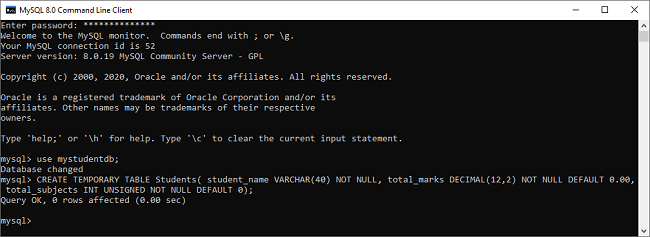 MySQL 8.0 Command Line Client
Enter password: **************
Welcome to the MySQL monitor.  Commands end with ; or \g.
Your MySQL connection id is 52
Server version: 8.0.19 MySQL Community Server - GPL
Copyright (c) 2000, 2020, Oracle and/or its affiliates. All rights reserved.
Oracle is a registered trademark of Oracle Corporation and/or its
affiliates. Other names may be trademarks of their respective
owners.
Type 'help;' or '\h' for help. Type '\c' to clear the current input statement.
mysql> use mystudentdb;
Database changed
mysql> CREATE TEMPORARY TABLE Students( student_name VARCHAR(40) NOT NULL, total_marks DECIMAL(12,2) NOT NULL DEFAULT 0.00,
 total_subjects INT UNSIGNED NOT NULL DEFAULT 0);
Query OK, 0 rows affected (0.00 sec)
mysql>